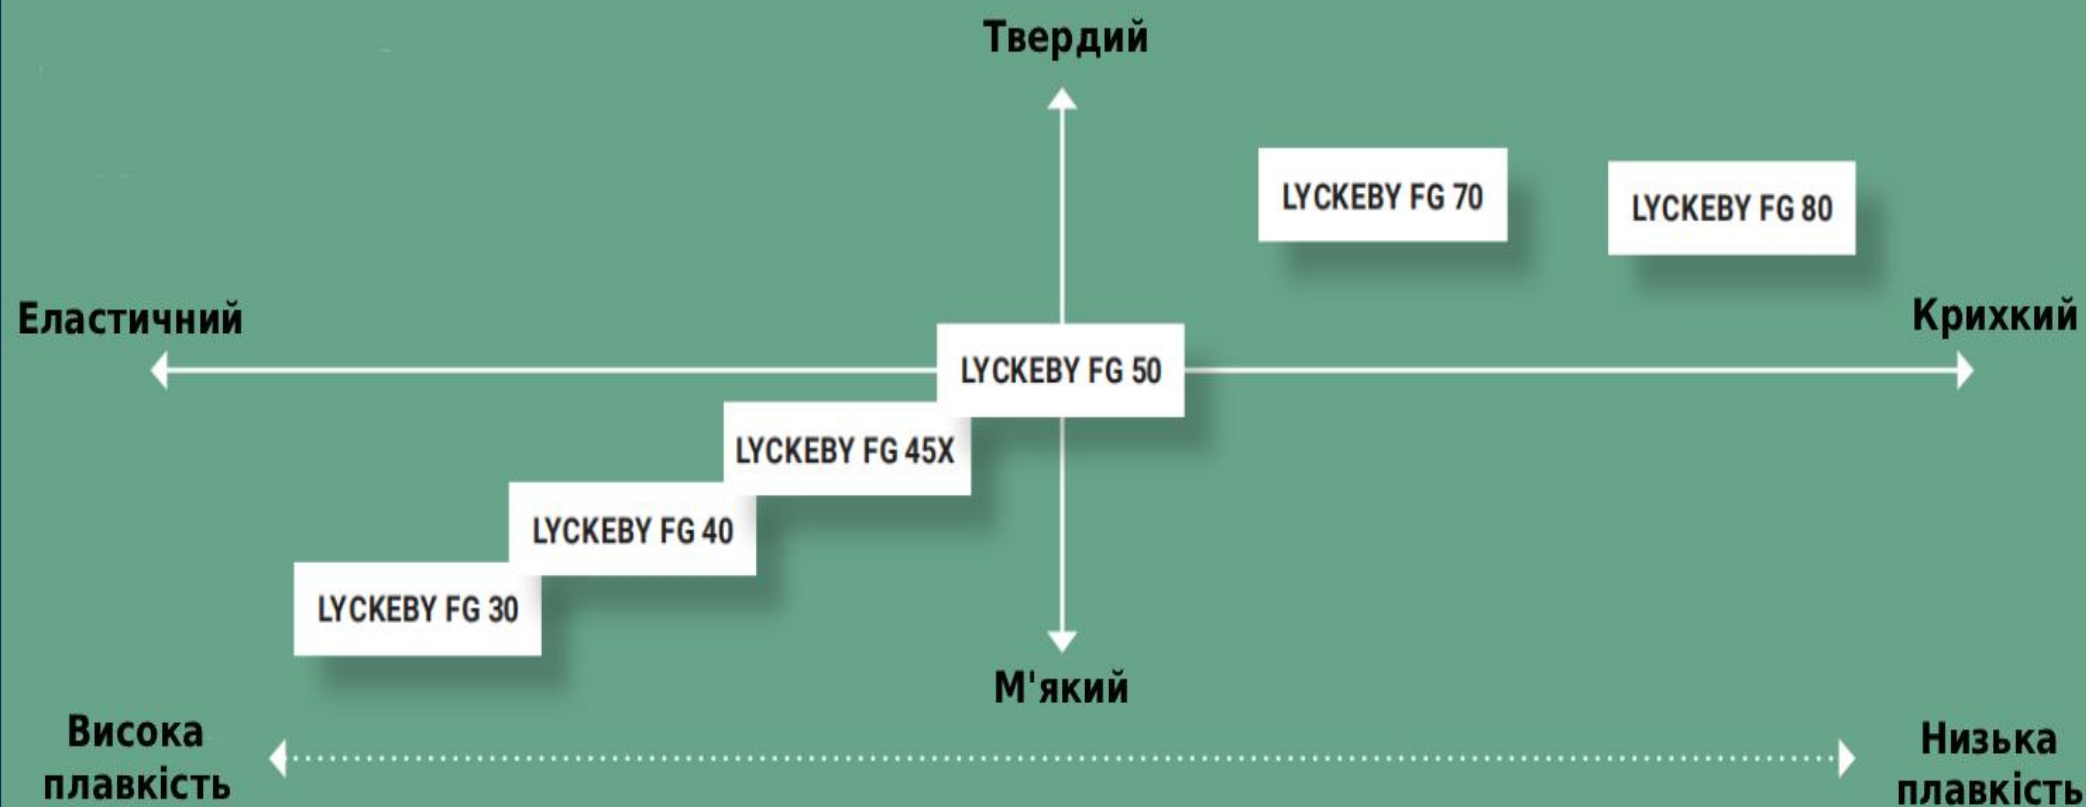 Твердий
LYCKEBY FG 70
LYCKEBY FG 80
Еластичний
Крихкий
LYCKEBY FG 50
LYCKEBY FG 45X
LYCKEBY FG 40
LYCKEBY FG 30
М'який
Висока
плавкість
Низька
плавкість